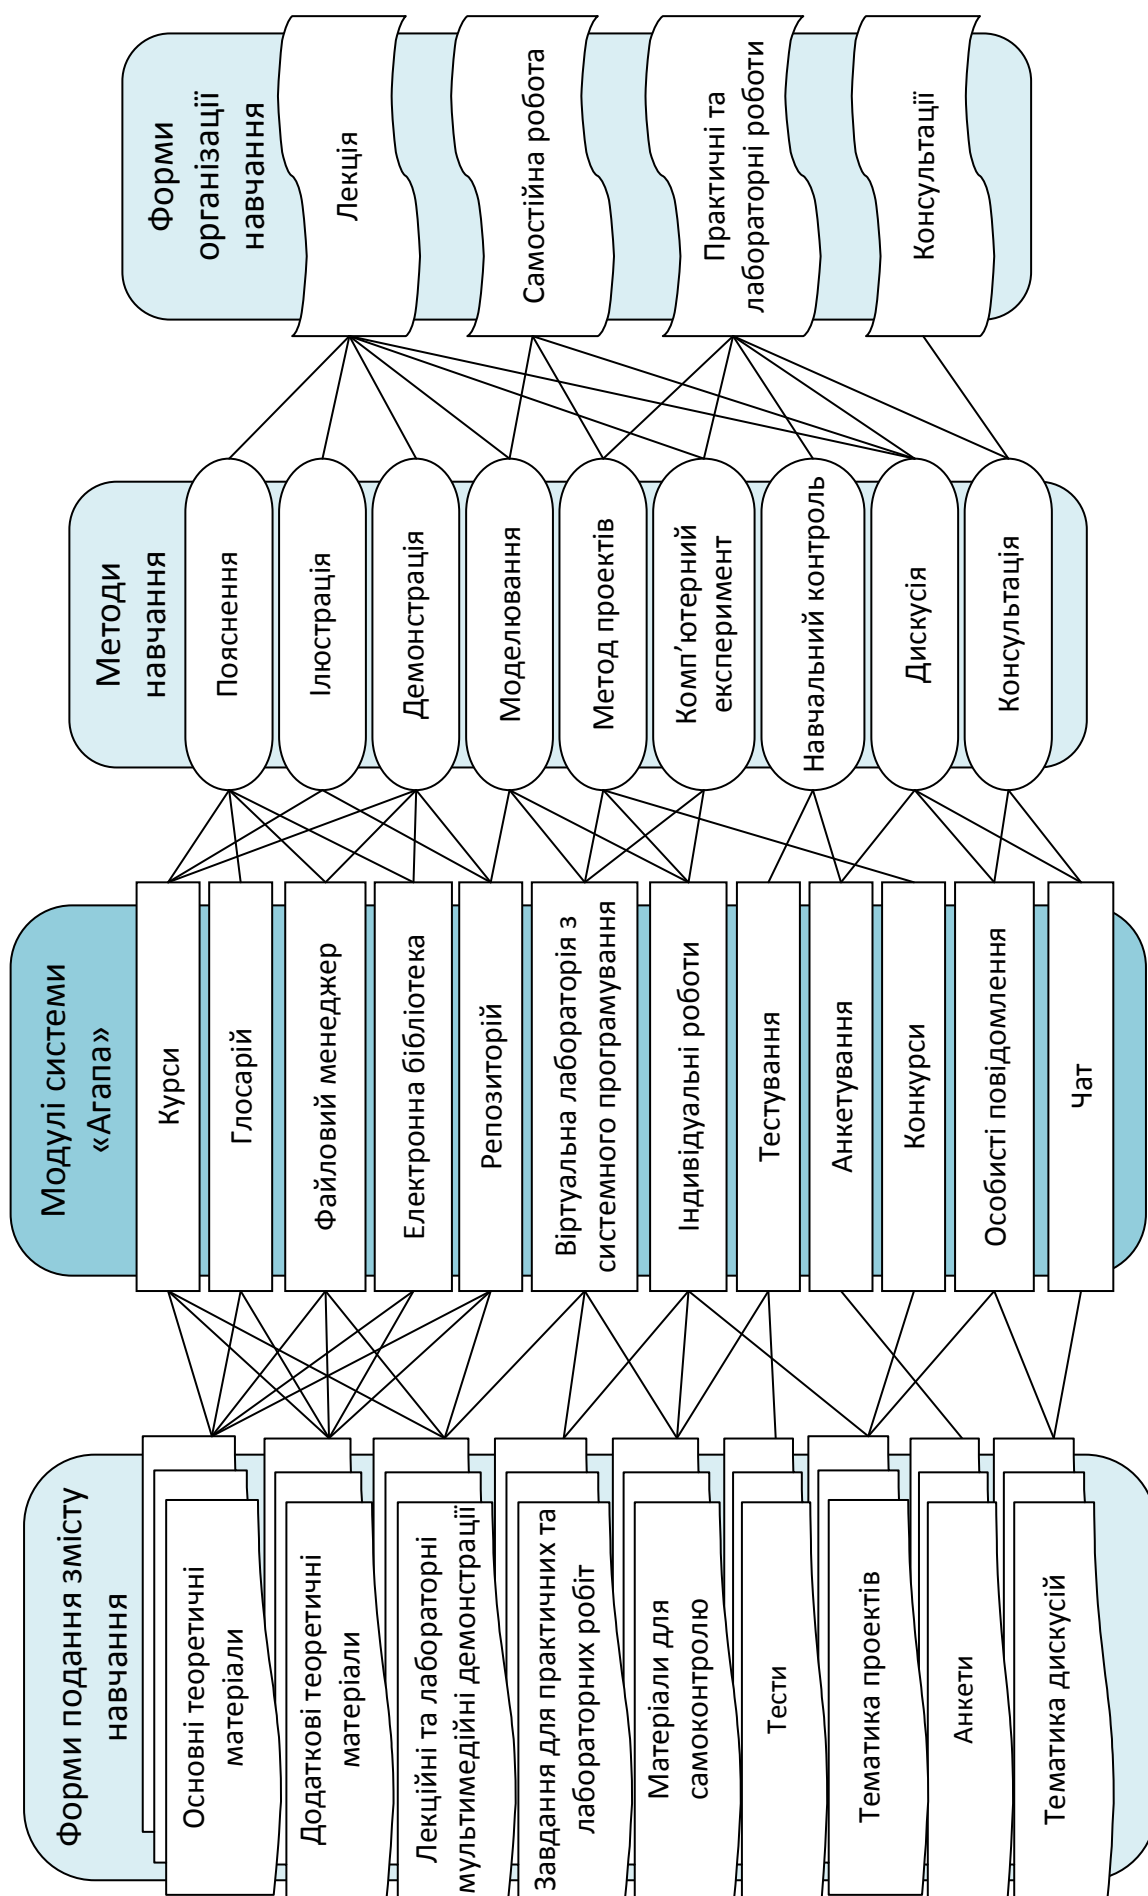 Форми
організації
навчання
Лекція
Самостійна робота
Практичні та
лабораторні роботи
Консультації
Методи
навчання
Пояснення
Ілюстрація
Демонстрація
Моделювання
Метод проектів
Комп’ютерний
експеримент
Навчальний контроль
Дискусія
Консультація
Модулі системи
«Агапа»
Курси
Глосарій
Файловий менеджер
Електронна бібліотека
Репозиторій
Віртуальна лабораторія з
системного програмування
Індивідуальні роботи
Тестування
Анкетування
Конкурси
Особисті повідомлення
Чат
Форми подання змісту
навчання
Основні теоретичні
матеріали
Додаткові теоретичні
матеріали
Лекційні та лабораторні
мультимедійні демонстрації
Завдання для практичних та
лабораторних робіт
Матеріали для
самоконтролю
Тести
Тематика проектів
Анкети
Тематика дискусій